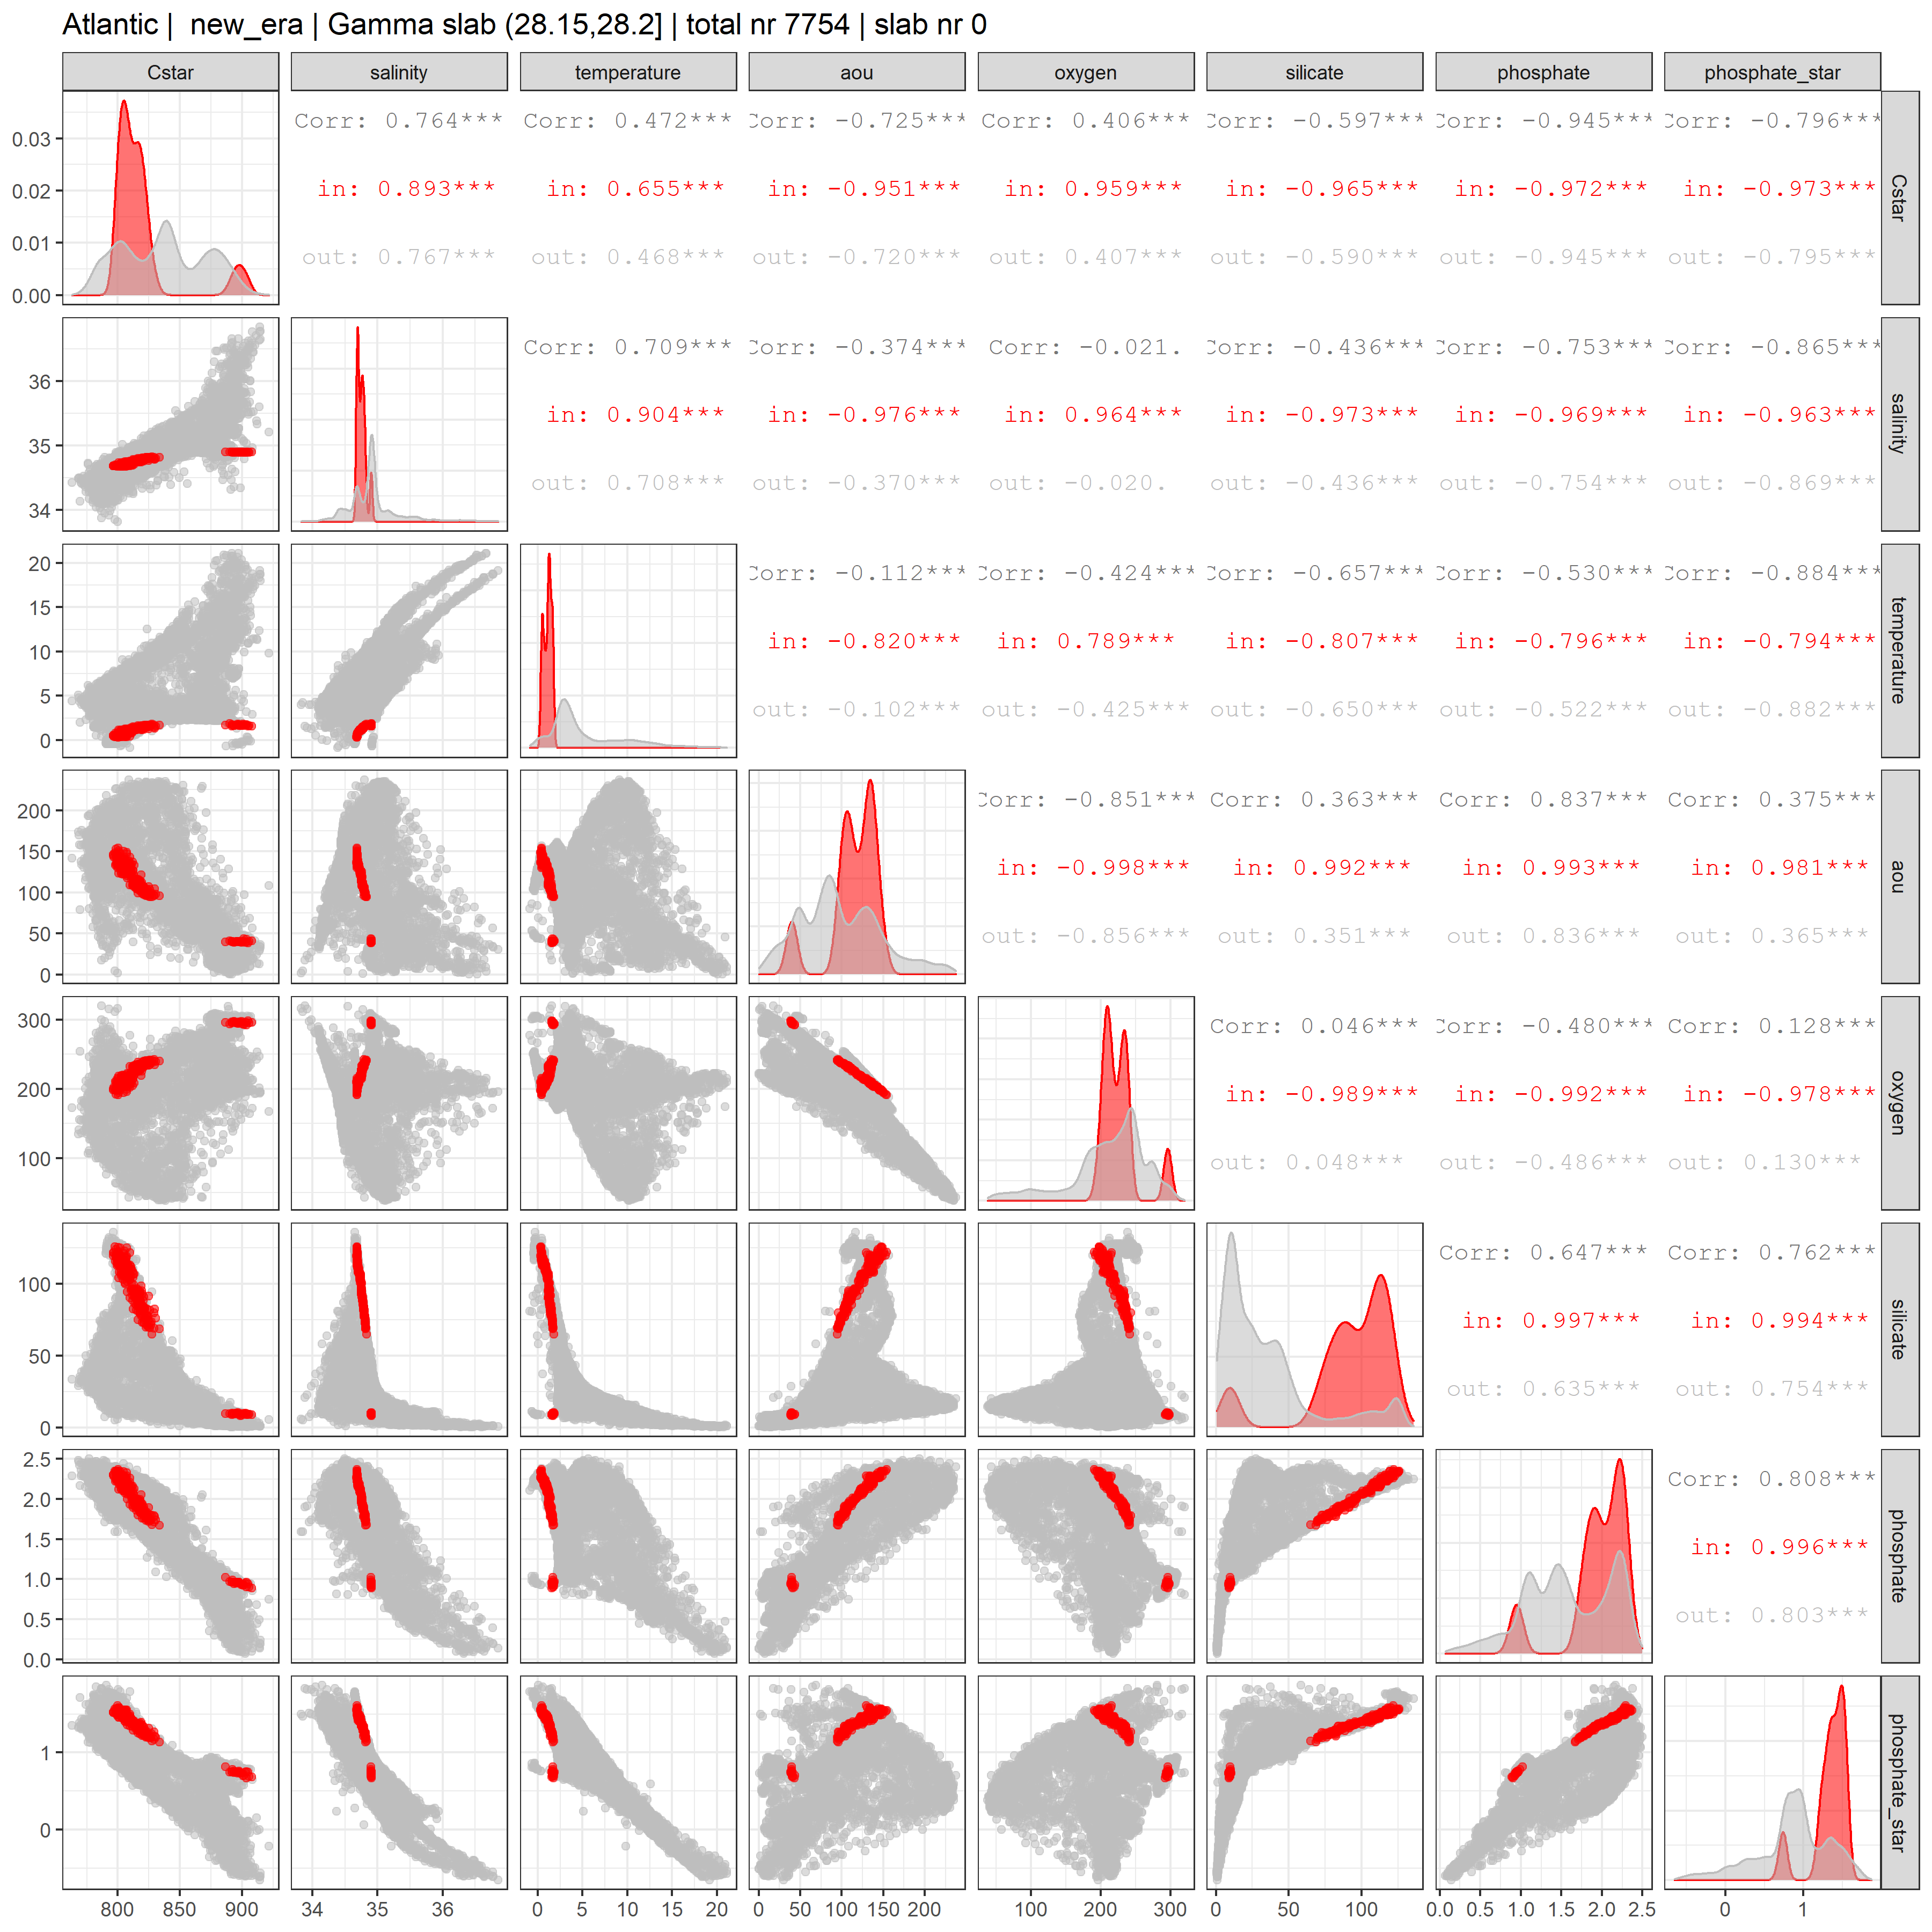 Atlantic |  new_era | Gamma slab (28.15,28.2] | total nr 7754 | slab nr 0
Cstar salinity temperature aou oxygen silicate phosphate phosphate_star
Corr: 0.764*** Corr: 0.472*** Corr: -0.725*** Corr: 0.406*** Corr: -0.597*** Corr: -0.945*** Corr: -0.796***
in: 0.893*** in: 0.655*** in: -0.951*** in: 0.959*** in: -0.965*** in: -0.972*** in: -0.973***
out: 0.767*** out: 0.468*** out: -0.720*** out: 0.407*** out: -0.590*** out: -0.945*** out: -0.795***
0.03
0.02
0.01
0.00
Cstar
Corr: 0.709*** Corr: -0.374*** Corr: -0.021. Corr: -0.436*** Corr: -0.753*** Corr: -0.865***
in: 0.904*** in: -0.976*** in: 0.964*** in: -0.973*** in: -0.969*** in: -0.963***
out: 0.708*** out: -0.370*** out: -0.020. out: -0.436*** out: -0.754*** out: -0.869***
36
35
34
salinity
Corr: -0.112*** Corr: -0.424*** Corr: -0.657*** Corr: -0.530*** Corr: -0.884***
in: -0.820*** in: 0.789*** in: -0.807*** in: -0.796*** in: -0.794***
out: -0.102*** out: -0.425*** out: -0.650*** out: -0.522*** out: -0.882***
20
15
10
5
0
temperature
Corr: -0.851*** Corr: 0.363*** Corr: 0.837*** Corr: 0.375***
in: -0.998*** in: 0.992*** in: 0.993*** in: 0.981***
out: -0.856*** out: 0.351*** out: 0.836*** out: 0.365***
200
150
100
50
0
aou
Corr: 0.046*** Corr: -0.480*** Corr: 0.128***
in: -0.989*** in: -0.992*** in: -0.978***
out: 0.048*** out: -0.486*** out: 0.130***
300
200
100
oxygen
Corr: 0.647*** Corr: 0.762***
in: 0.997*** in: 0.994***
out: 0.635*** out: 0.754***
100
50
0
silicate
Corr: 0.808***
in: 0.996***
out: 0.803***
2.5
2.0
1.5
1.0
0.5
0.0
phosphate
1
0
phosphate_star
800 850 900 34 35 36 0 5 10 15 20 0 50 100 150 200 100 200 300 0 50 100 0.0 0.5 1.0 1.5 2.0 2.5 0 1